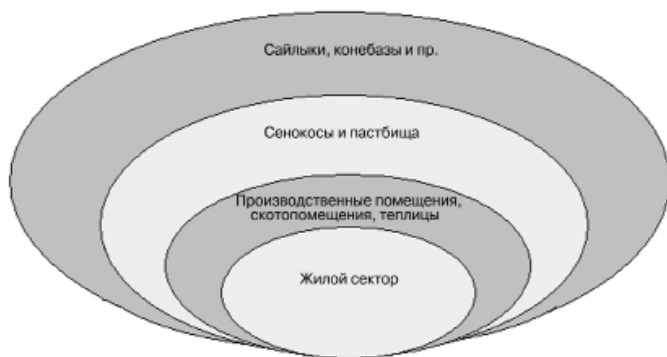 Сайлыки, конебазы и пр.
Сенокосы и пастбища
Производственные помещения,
скотопомещения, теплицы
Жилой сектор